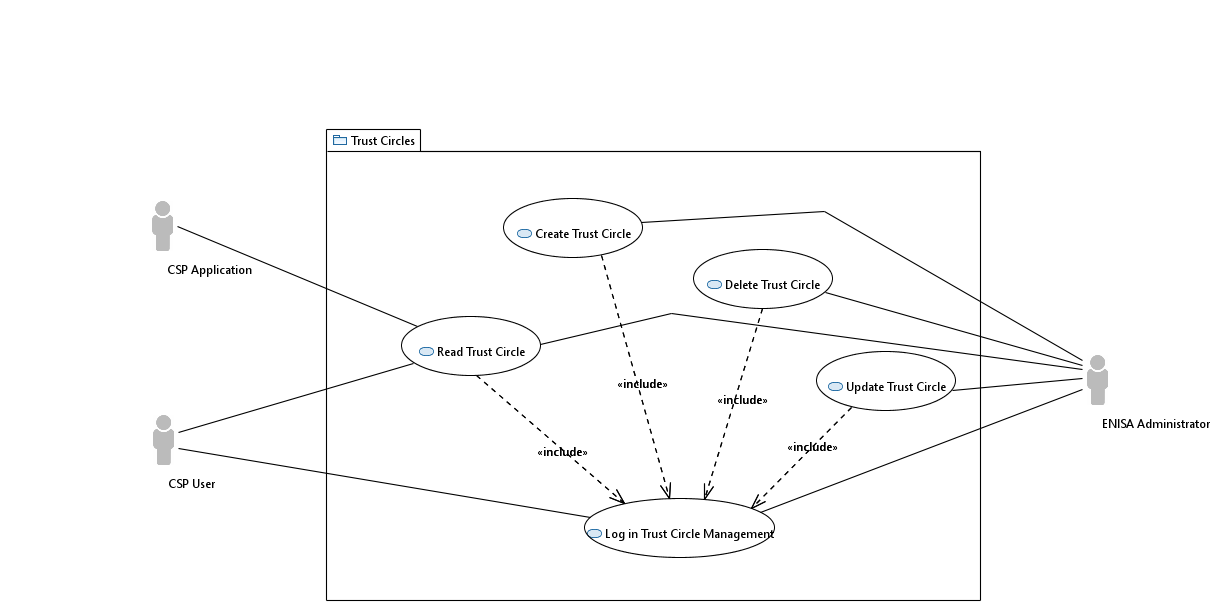 Trust Circles
Create Trust Circle
CSP Application
Delete Trust Circle
Read Trust Circle
«include»
Update Trust Circle
«include»
ENISA Administrator
«include»
«include»
CSP User
Log in Trust Circle Management